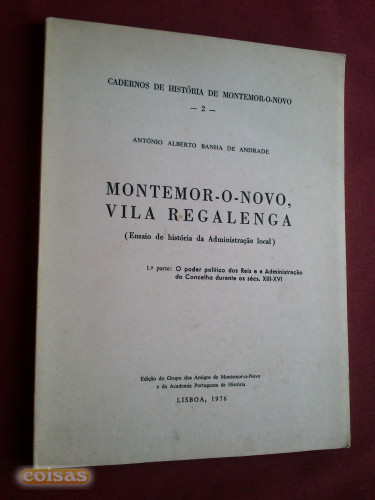 CADERNOS DE HISTÓRIA DE MONTEMOR-O-NOVO
— 2 —
ANTÓNIO ALBERTO BANHA DE ANDRADE
MONTEMOR-O-NOVO,
VILA REGALENGA
(Ensaio de história da Administração local)
1.ª parte: O poder político dos Reis e a Administração
do Concelho durante os sécs. XIII-XVI
Edição do Grupo dos Amigos de Montemor-o-Novo
e da Academia Portuguesa de História
LISBOA, 1976
coisas